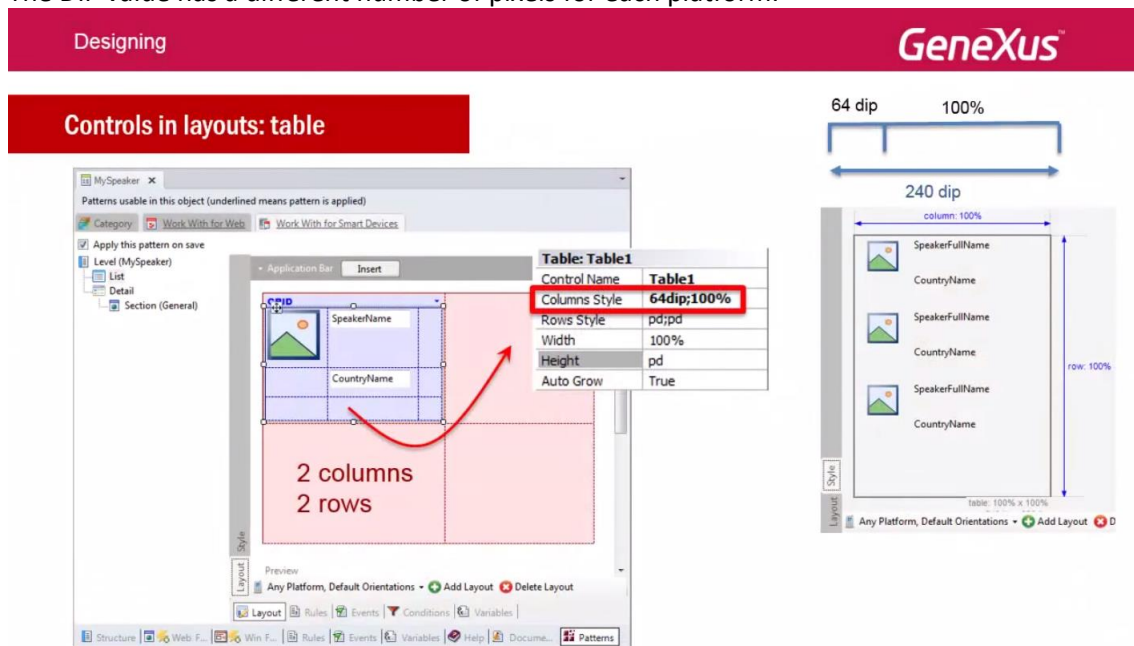 Designing
GeneXus™
Controls in layouts: table
64 dip 100%
240 dip
MySpeaker
Patterns usable in this object (underlined means pattern is applied)
Category Work With for Web Work With for Smart Devices
Apply this pattern on save
Level (MySpeaker)
List
Detail
Section (General)
Application Bar Insert
GRID
SpeakerName
CountryName
2 columns
2 rows
Table: Table1
Control Name Table1
Columns Style 64dip;100%
Rows Style pd;pd
Width 100%
Height pd
Auto Grow True
Style
Layout
Preview
Any Platform, Default Orientations Add Layout Delete Layout
Layout Rules Events Conditions Variables
Structure Web F... Win F... Rules Events Variables Help Docume... Patterns
column: 100%
SpeakerFullName
CountryName
SpeakerFullName
CountryName
row: 100%
SpeakerFullName
CountryName
table: 100% x 100%
Style
Layout
Any Platform, Default Orientations Add Layout D